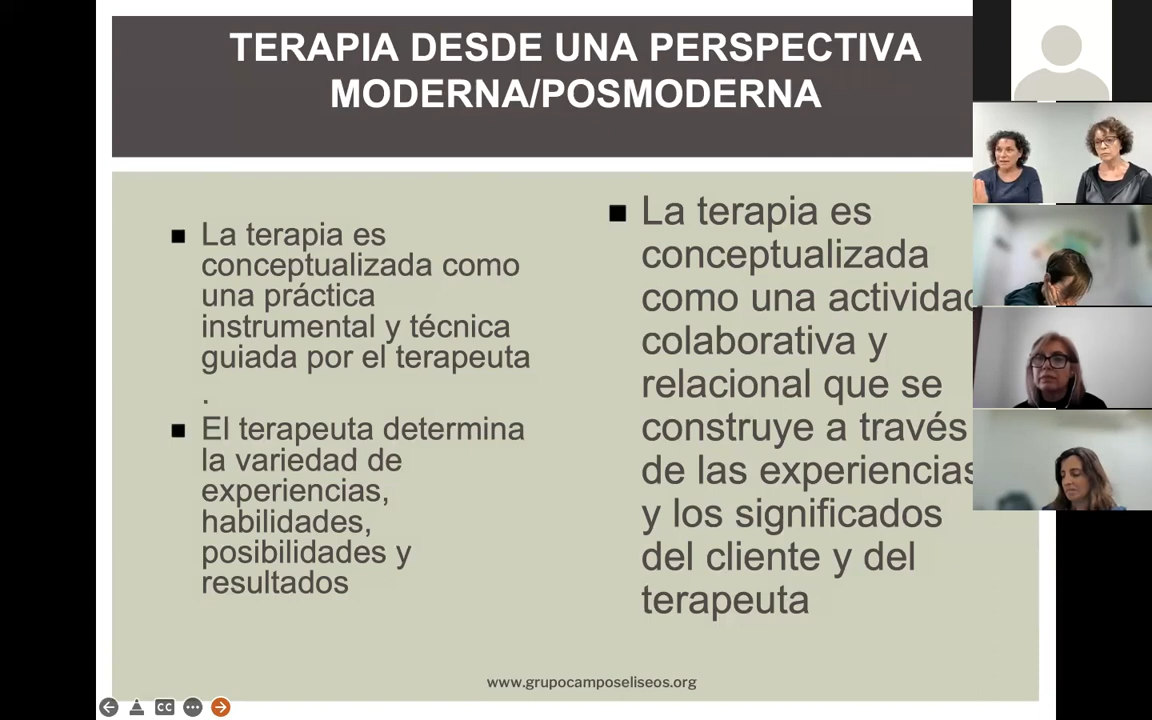 TERAPIA DESDE UNA PERSPECTIVA
MODERNA/POSMODERNA
■ La terapia es
conceptualizada como
una práctica
instrumental y técnica
guiada por el terapeuta
.
■ El terapeuta determina
la variedad de
experiencias,
habilidades,
posibilidades y
resultados
■ La terapia es
conceptualizada
como una actividad
colaborativa y
relacional que se
construye a través
de las experiencias
y los significados
del cliente y del
terapeuta
www.grupocamposeliseos.org
CC